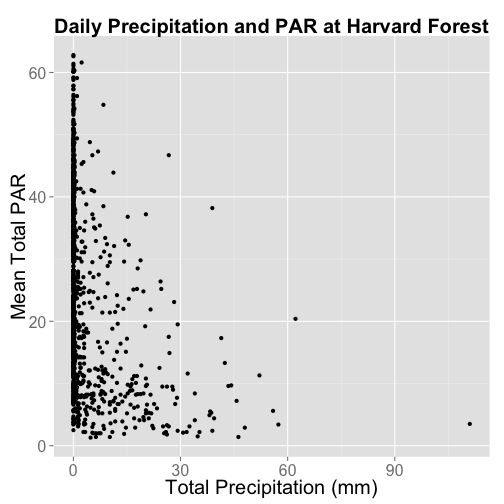 Daily Precipitation and PAR at Harvard Forest
Mean Total PAR
60
40
20
0
0 30 60 90
Total Precipitation (mm)